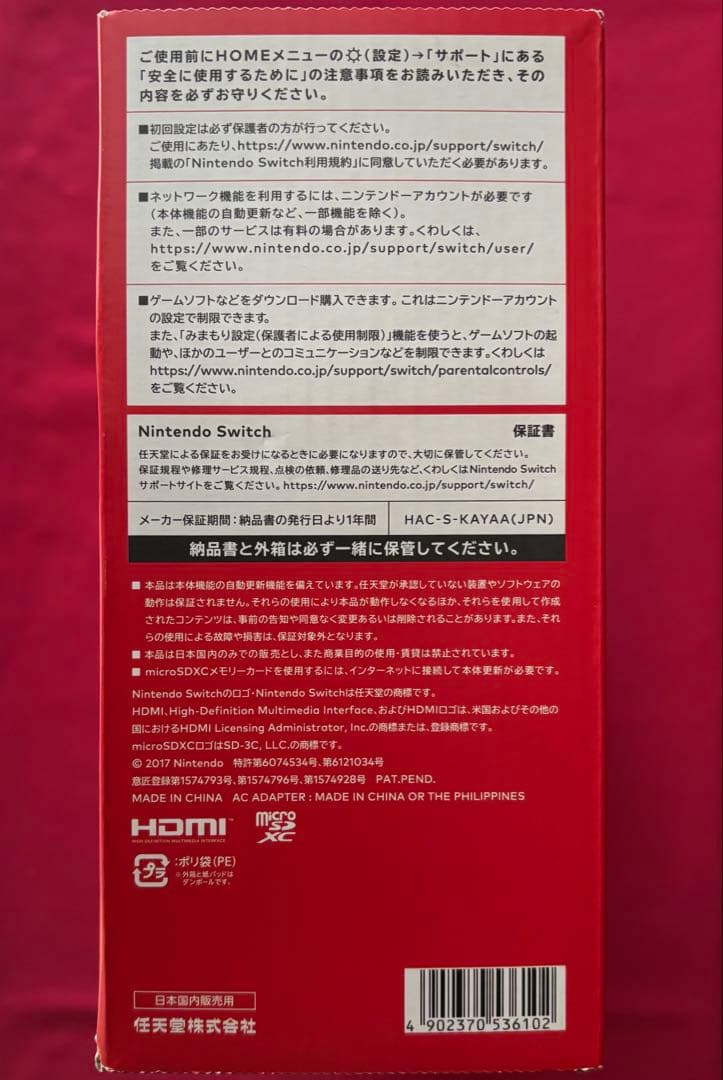 ご使用前にHOMEメニューの（設定）→「サポート」にある
「安全に使用するために」の注意事項をお読みいただき、その
内容を必ずお守りください。
■初回設定は必ず保護者の方が行ってください。
ご使用にあたり、https://www.nintendo.co.jp/support/switch/
掲載の「Nintendo Switch利用規約」に同意していただく必要があります。
■ネットワーク機能を利用するには、ニンテンドーアカウントが必要です
（本体機能の自動更新など、一部機能を除く）。
また、一部のサービスは有料の場合があります。くわしくは、
https://www.nintendo.co.jp/support/switch/user/
をご覧ください。
■ゲームソフトなどをダウンロード購入できます。これはニンテンドーアカウント
の設定で制限できます。
また、「みまもり設定（保護者による使用制限）」機能を使うと、ゲームソフトの起
動や、ほかのユーザーとのコミュニケーションなどを制限できます。くわしくは
https://www.nintendo.co.jp/support/switch/parentalcontrols/
をご覧ください。
Nintendo Switch 保証書
任天堂による保証をお受けになるときに必要になりますので、大切に保管してください。
保証規程や修理サービス規程、点検の依頼、修理品の送り先など、くわしくはNintendo Switch
サポートサイトをご覧ください。https://www.nintendo.co.jp/support/switch/
メーカー保証期間：納品書の発行日より1年間 HAC-S-KAYAA(JPN)
納品書と外箱は必ず一緒に保管してください。
■ 本品は本体機能の自動更新機能を備えています。任天堂が承認していない装置やソフトウェアの
動作は保証されません。それらの使用により本品が動作しなくなるほか、それらを使用して作成
されたコンテンツは、事前の告知や同意なく変更あるいは削除されることがあります。また、それ
らの使用による故障や損害は、保証対象外となります。
■ 本品は日本国内のみでの販売とし、また商業目的の使用・賃貸は禁止されています。
■ microSDXCメモリーカードを使用するには、インターネットに接続して本体更新が必要です。
Nintendo Switchのロゴ・Nintendo Switchは任天堂の商標です。
HDMI、High-Definition Multimedia Interface、およびHDMIロゴは、米国およびその他の
国におけるHDMI Licensing Administrator, Inc.の商標または、登録商標です。
microSDXCロゴはSD-3C, LLC.の商標です。
© 2017 Nintendo 特許第6074534号、第6121034号
意匠登録第1574793号、第1574796号、第1574928号 PAT.PEND.
MADE IN CHINA AC ADAPTER : MADE IN CHINA OR THE PHILIPPINES
HDMI™ micro SD XC
HIGH-DEFINITION MULTIMEDIA INTERFACE
プラ ：ポリ袋（PE）
※外箱と紙パッドは
ダンボールです。
日本国内販売用
任天堂株式会社
4 902370 536102